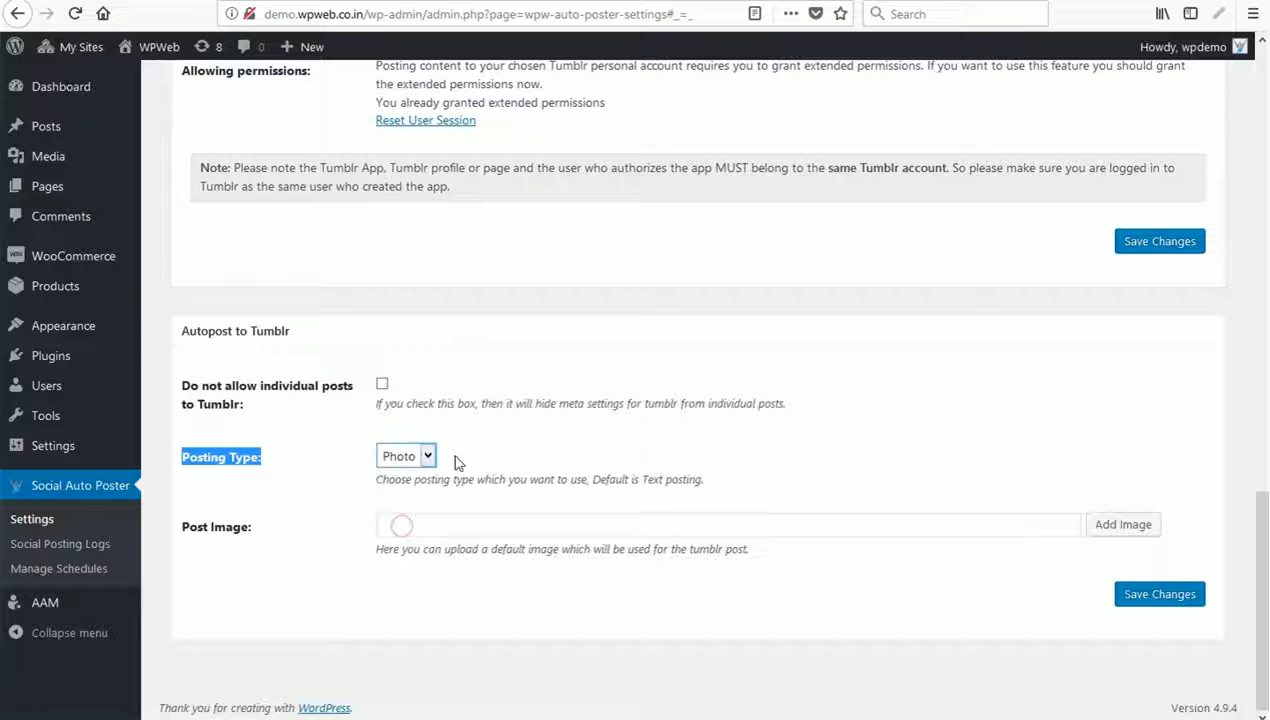 demo.wpweb.co.in/wp-admin/admin.php?page=wpw-auto-poster-settings#_=_
Search
My Sites
WPWeb
8
0
New
Howdy, wpdemo
Dashboard
Posts
Media
Pages
Comments
WooCommerce
Products
Appearance
Plugins
Users
Tools
Settings
Social Auto Poster
Settings
Social Posting Logs
Manage Schedules
AAM
Collapse menu
Allowing permissions:
Posting content to your chosen Tumblr personal account requires you to grant extended permissions. If you want to use this feature you should grant
the extended permissions now.
You already granted extended permissions
Reset User Session
Note: Please note the Tumblr App, Tumblr profile or page and the user who authorizes the app MUST belong to the same Tumblr account. So please make sure you are logged in to
Tumblr as the same user who created the app.
Save Changes
Autopost to Tumblr
Do not allow individual posts
to Tumblr:
If you check this box, then it will hide meta settings for tumblr from individual posts.
Posting Type:
Photo
Choose posting type which you want to use, Default is Text posting.
Post Image:
Add Image
Here you can upload a default image which will be used for the tumblr post.
Save Changes
Thank you for creating with WordPress.
Version 4.9.4